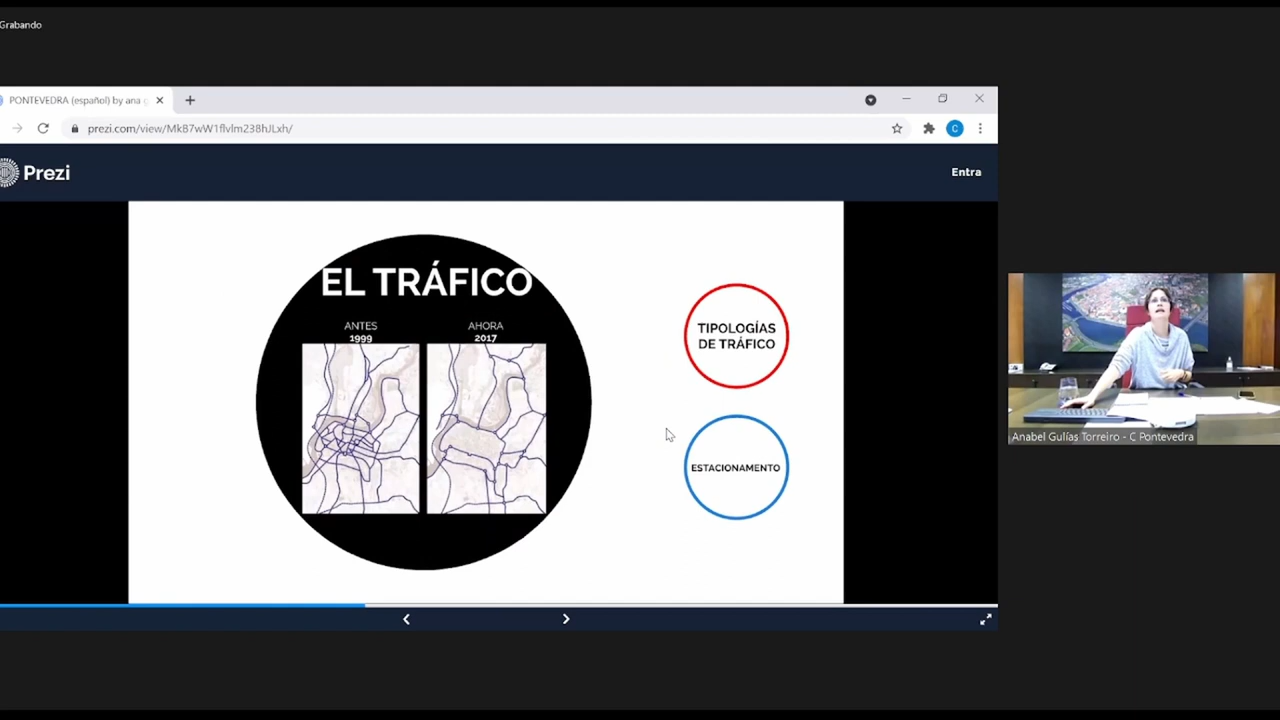 Grabando
PONTEVEDRA (español) by ana g
prezi.com/view/MkB7wW1flvlm238hJLxh/
C
Prezi
Entra
EL TRÁFICO
ANTES
1999
AHORA
2017
TIPOLOGÍAS
DE TRÁFICO
ESTACIONAMENTO
Anabel Gulías Torreiro - C Pontevedra